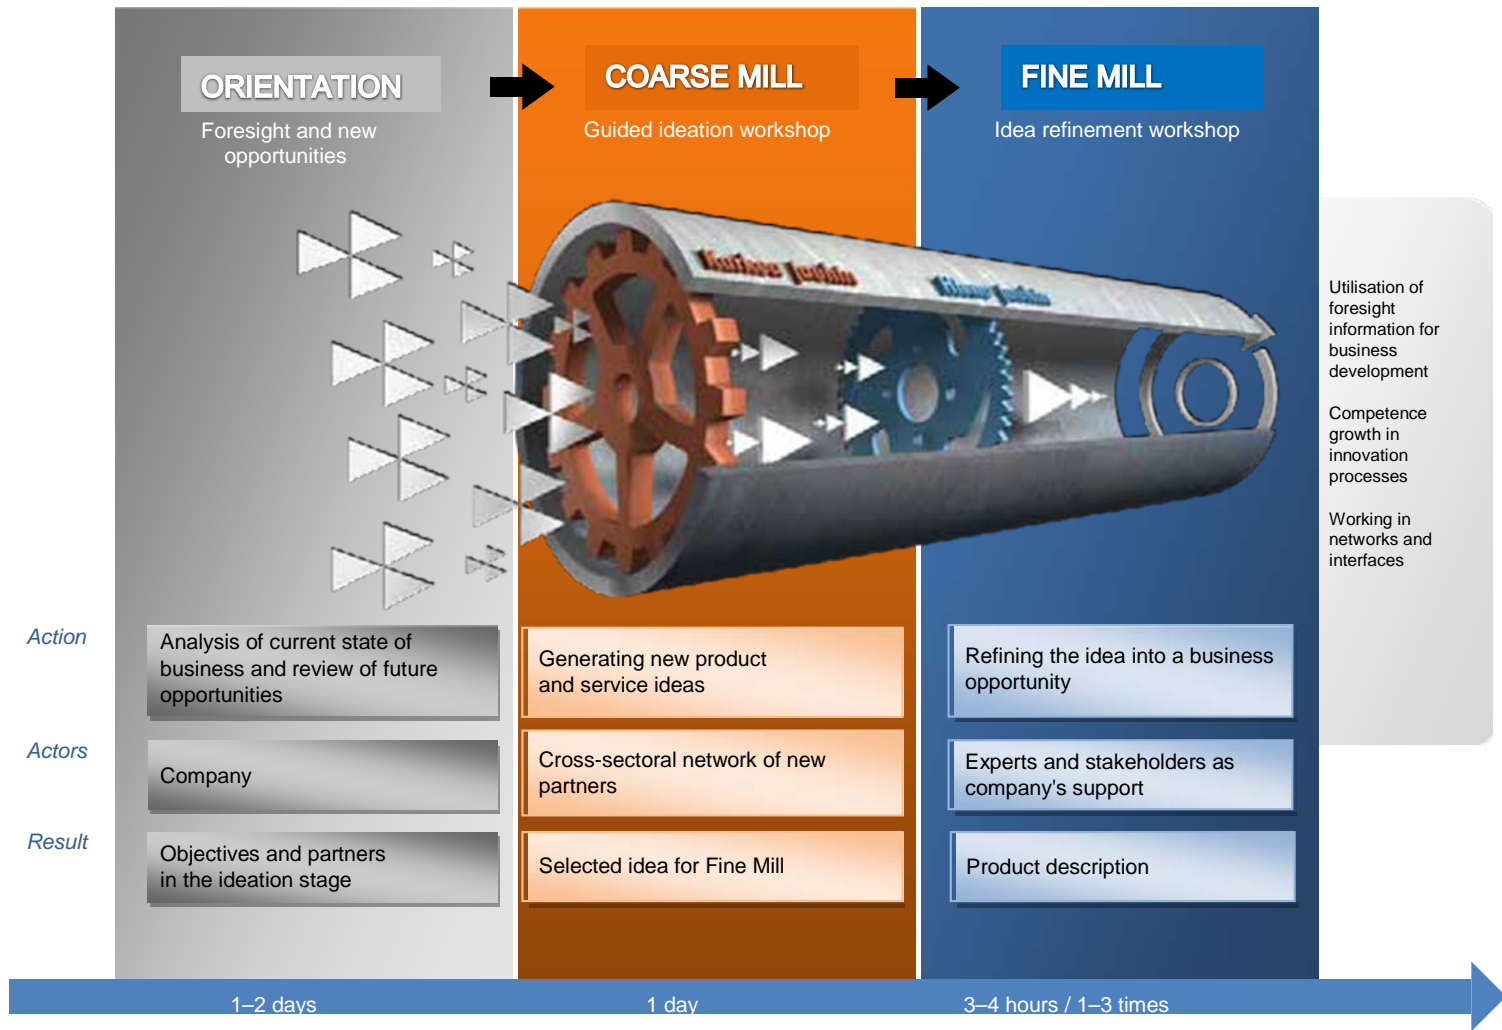 ORIENTATION
Foresight and new
opportunities
COARSE MILL
Guided ideation workshop
FINE MILL
Idea refinement workshop
Utilisation of
foresight
information for
business
development
Competence
growth in
innovation
processes
Working in
networks and
interfaces
Action
Analysis of current state of
business and review of future
opportunities
Generating new product
and service ideas
Refining the idea into a business
opportunity
Actors
Company
Cross-sectoral network of new
partners
Experts and stakeholders as
company's support
Result
Objectives and partners
in the ideation stage
Selected idea for Fine Mill
Product description
1–2 days
1 day
3–4 hours / 1–3 times